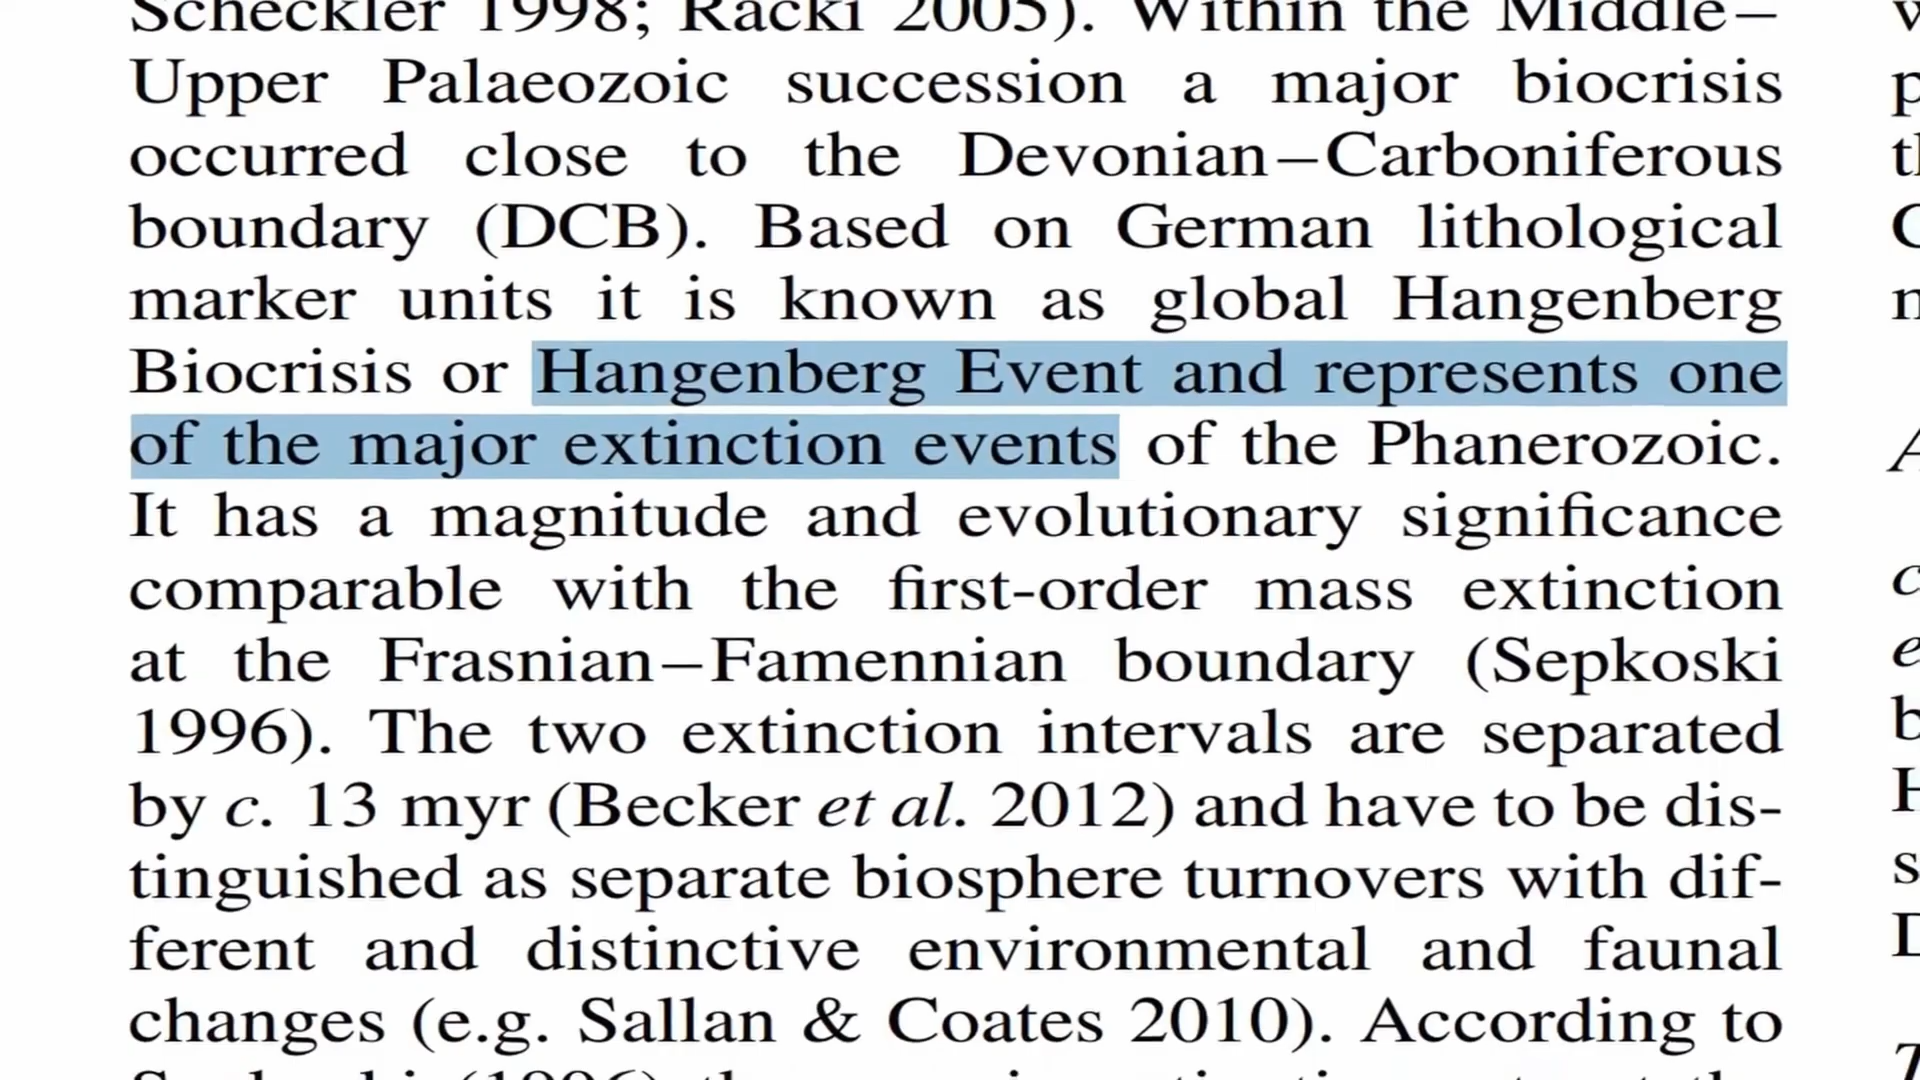 Scheckler 1998; Racki 2005). Within the Middle–
Upper Palaeozoic succession a major biocrisis
occurred close to the Devonian–Carboniferous
boundary (DCB). Based on German lithological
marker units it is known as global Hangenberg
Biocrisis or Hangenberg Event and represents one
of the major extinction events of the Phanerozoic.
It has a magnitude and evolutionary significance
comparable with the first-order mass extinction
at the Frasnian–Famennian boundary (Sepkoski
1996). The two extinction intervals are separated
by c. 13 myr (Becker et al. 2012) and have to be dis-
tinguished as separate biosphere turnovers with dif-
ferent and distinctive environmental and faunal
changes (e.g. Sallan & Coates 2010). According to